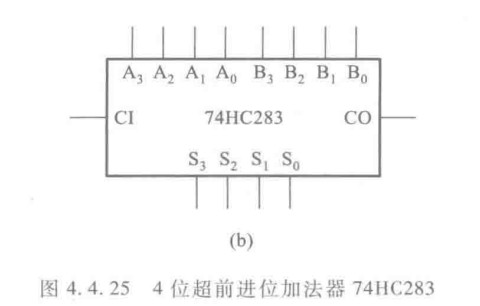 A₃ A₂ A₁ A₀ B₃ B₂ B₁ B₀
CI 74HC283 CO
S₃ S₂ S₁ S₀
(b)
图 4.4.25 4 位超前进位加法器 74HC283